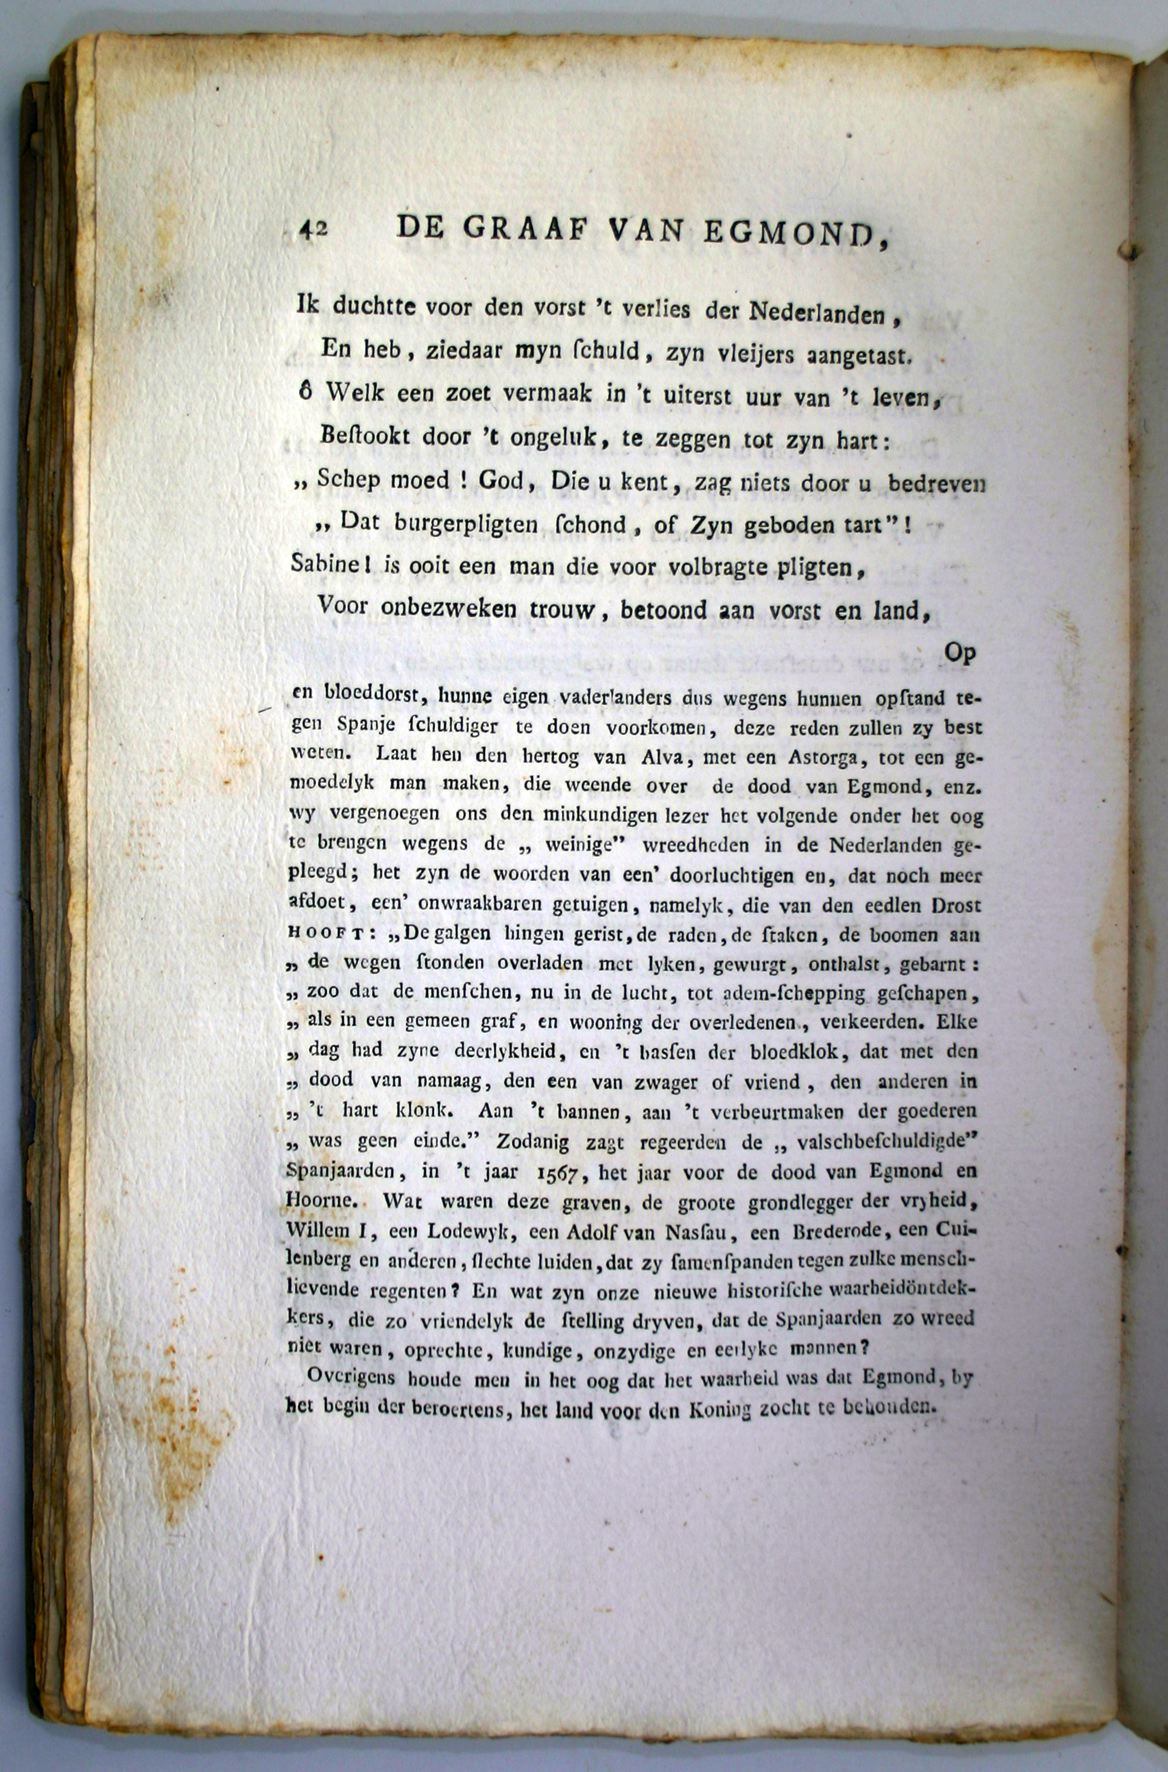 42 DE GRAAF VAN EGMOND,
Ik duchtte voor den vorst 't verlies der Nederlanden,
En heb, ziedaar myn ſchuld, zyn vleijers aangetast.
ô Welk een zoet vermaak in 't uiterst uur van 't leven,
Beſtookt door 't ongeluk, te zeggen tot zyn hart:
„ Schep moed ! God, Die u kent, zag niets door u bedreven
„ Dat burgerpligten ſchond, of Zyn geboden tart”!
Sabine! is ooit een man die voor volbragte pligten,
Voor onbezweken trouw, betoond aan vorst en land,
Op
en bloeddorst, hunne eigen vaderlanders dus wegens hunnen opſtand te-
gen Spanje ſchuldiger te doen voorkomen, deze reden zullen zy best
weten. Laat hen den hertog van Alva, met een Astorga, tot een ge-
moedelyk man maken, die weende over de dood van Egmond, enz.
wy vergenoegen ons den minkundigen lezer het volgende onder het oog
te brengen wegens de „ weinige” wreedheden in de Nederlanden ge-
pleegd; het zyn de woorden van een' doorluchtigen en, dat noch meer
afdoet, een' onwraakbaren getuigen, namelyk, die van den eedlen Drost
HOOFT: „De galgen hingen gerist, de raden, de ſtaken, de boomen aan
„ de wegen ſtonden overladen met lyken, gewurgt, onthalst, gebarnt:
„ zoo dat de menſchen, nu in de lucht, tot adem-ſchepping geſchapen,
„ als in een gemeen graf, en wooning der overledenen, verkeerden. Elke
„ dag had zyne deerlykheid, en 't basſen der bloedklok, dat met den
„ dood van namaag, den een van zwager of vriend, den anderen in
„ 't hart klonk. Aan 't bannen, aan 't verbeurtmaken der goederen
„ was geen einde.” Zodanig zagt regeerden de „ valschbeſchuldigde”
Spanjaarden, in 't jaar 1567, het jaar voor de dood van Egmond en
Hoorne. Wat waren deze graven, de groote grondlegger der vryheid,
Willem I, een Lodewyk, een Adolf van Nasſau, een Brederode, een Cui-
lenberg en anderen, ſlechte luiden, dat zy ſamenſpanden tegen zulke mensch-
lievende regenten? En wat zyn onze nieuwe historiſche waarheidöntdek-
kers, die zo vriendelyk de ſtelling dryven, dat de Spanjaarden zo wreed
niet waren, oprechte, kundige, onzydige en eerlyke mannen?
Overigens houde men in het oog dat het waarheid was dat Egmond, by
het begin der beroertens, het land voor den Koning zocht te behouden.